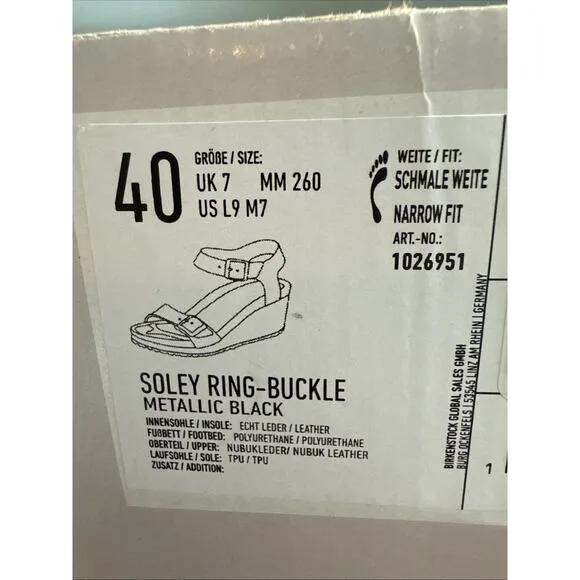 40
GRÖßE / SIZE:
UK 7 MM 260
US L9 M7
WEITE / FIT:
SCHMALE WEITE
NARROW FIT
ART.-NO.:
1026951
SOLEY RING-BUCKLE
METALLIC BLACK
INNENSOHLE / INSOLE: ECHT LEDER / LEATHER
FUßBETT / FOOTBED: POLYURETHANE / POLYURETHANE
OBERTEIL / UPPER: NUBUKLEDER/ NUBUK LEATHER
LAUFSOHLE / SOLE: TPU / TPU
ZUSATZ / ADDITION:
BIRKENSTOCK GLOBAL SALES GMBH
BURG OCKENFELS | 53545 LINZ AM RHEIN | GERMANY
1